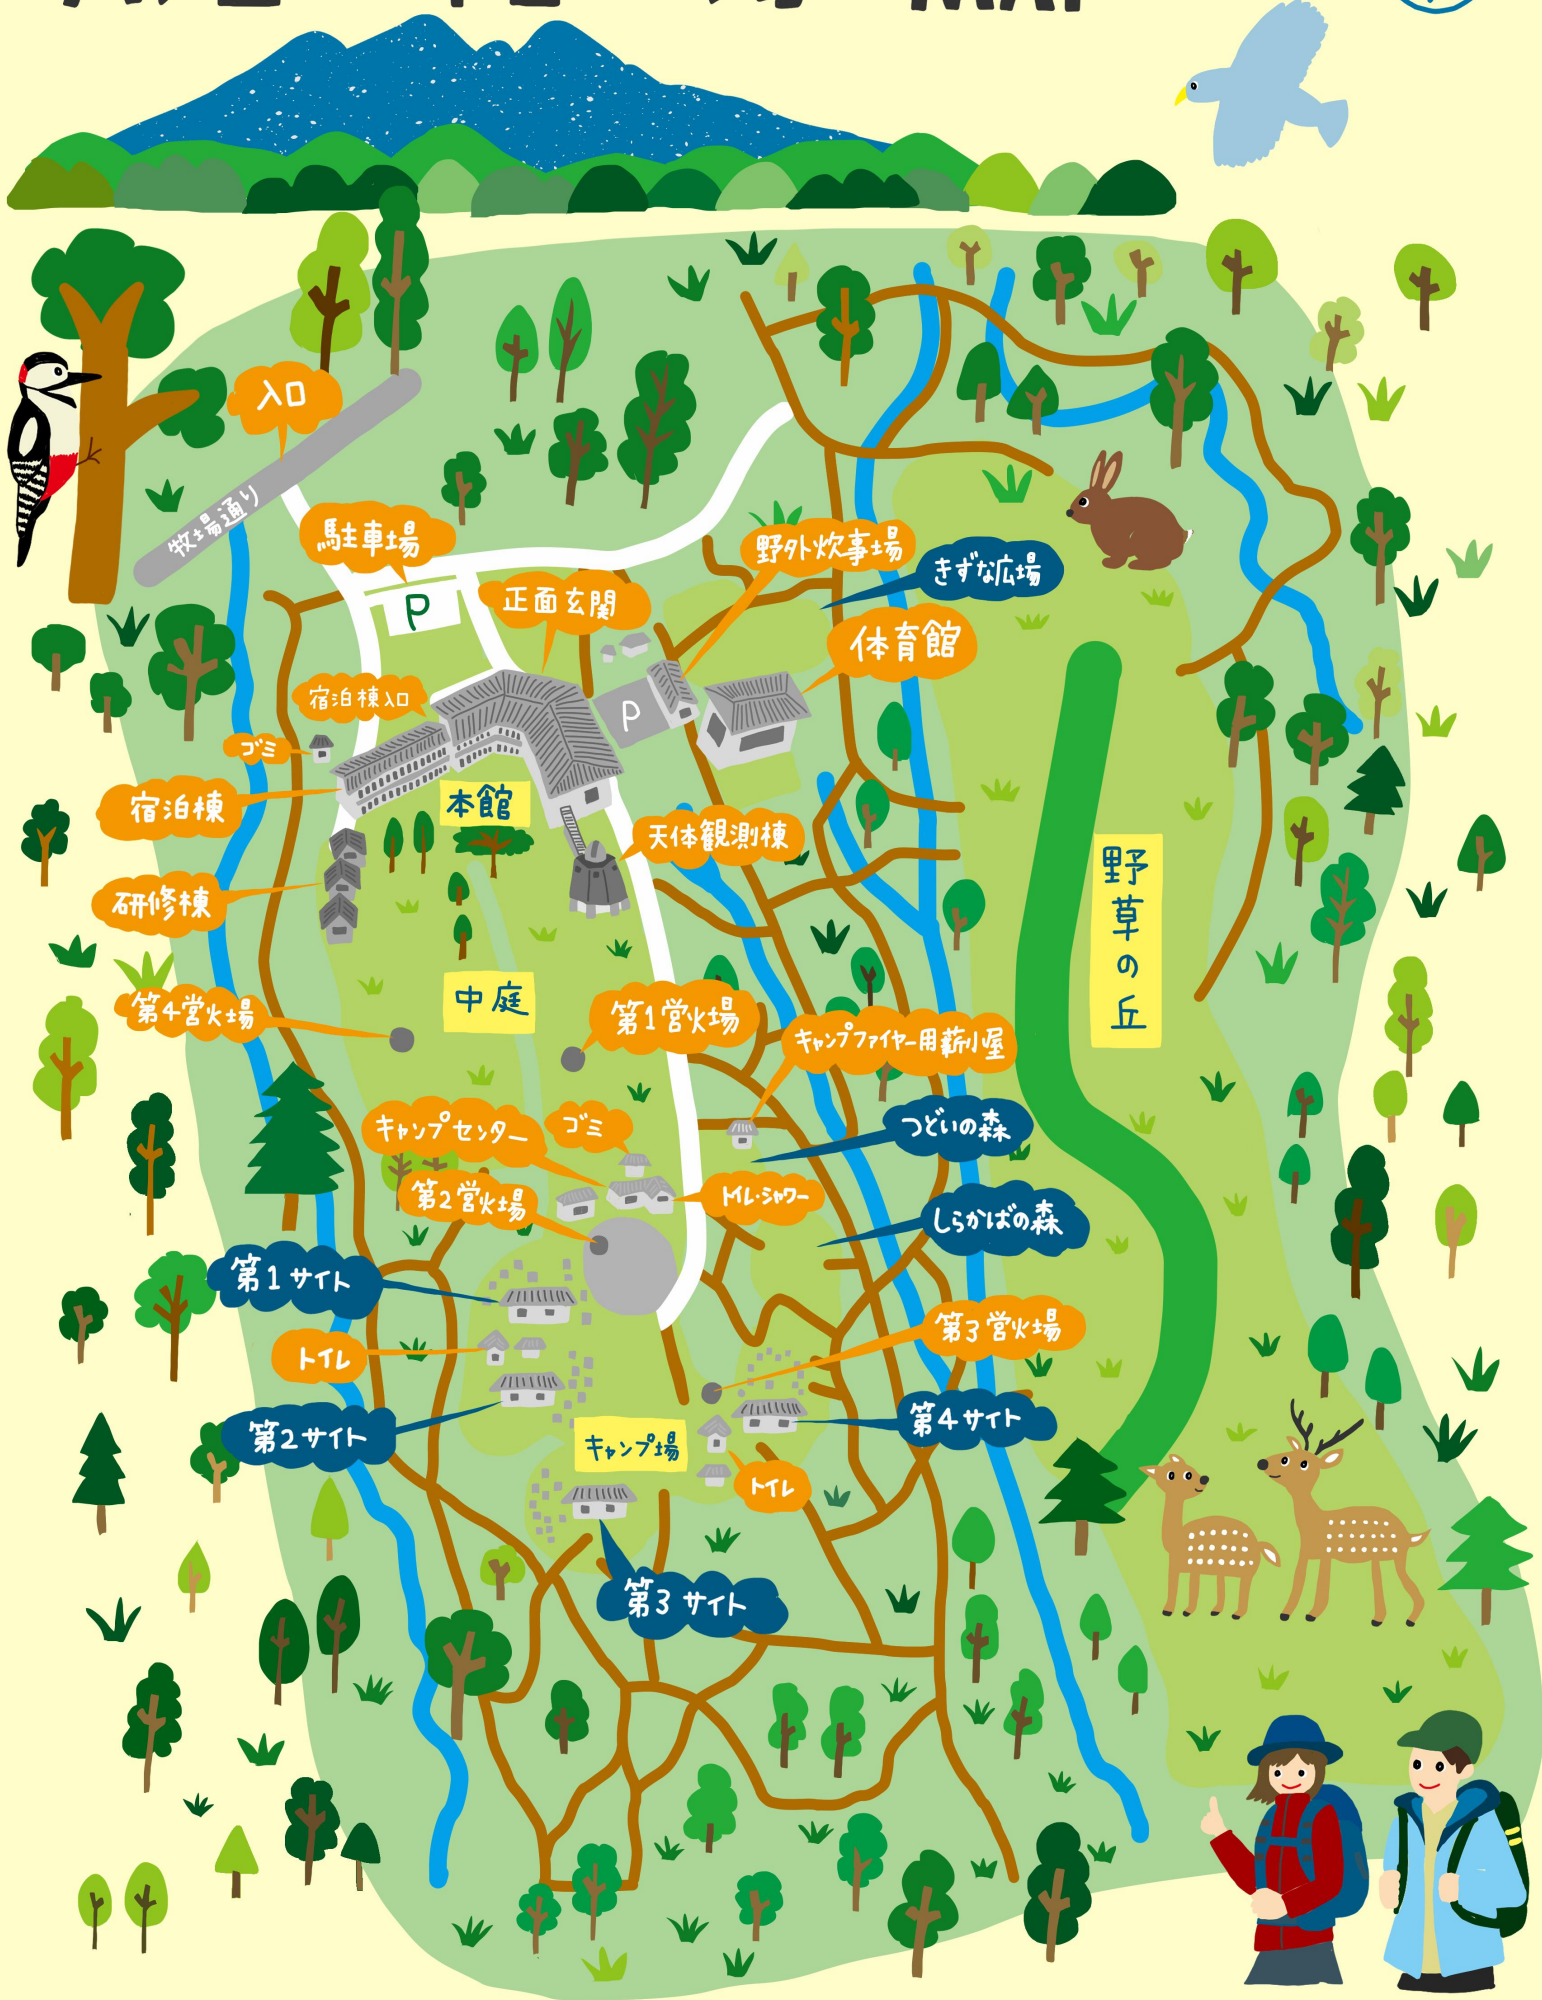 MAP
入口
牧場通り
駐車場
P
正面玄関
野外炊事場
きずな広場
体育館
宿泊棟入口
P
ゴミ
宿泊棟
本館
天体観測棟
研修棟
野草の丘
中庭
第4営火場
第1営火場
キャンプファイヤー用薪小屋
キャンプセンター
ゴミ
つどいの森
第2営火場
トイレ・シャワー
しらかばの森
第1サイト
第3営火場
トイレ
第2サイト
第4サイト
キャンプ場
トイレ
第3サイト